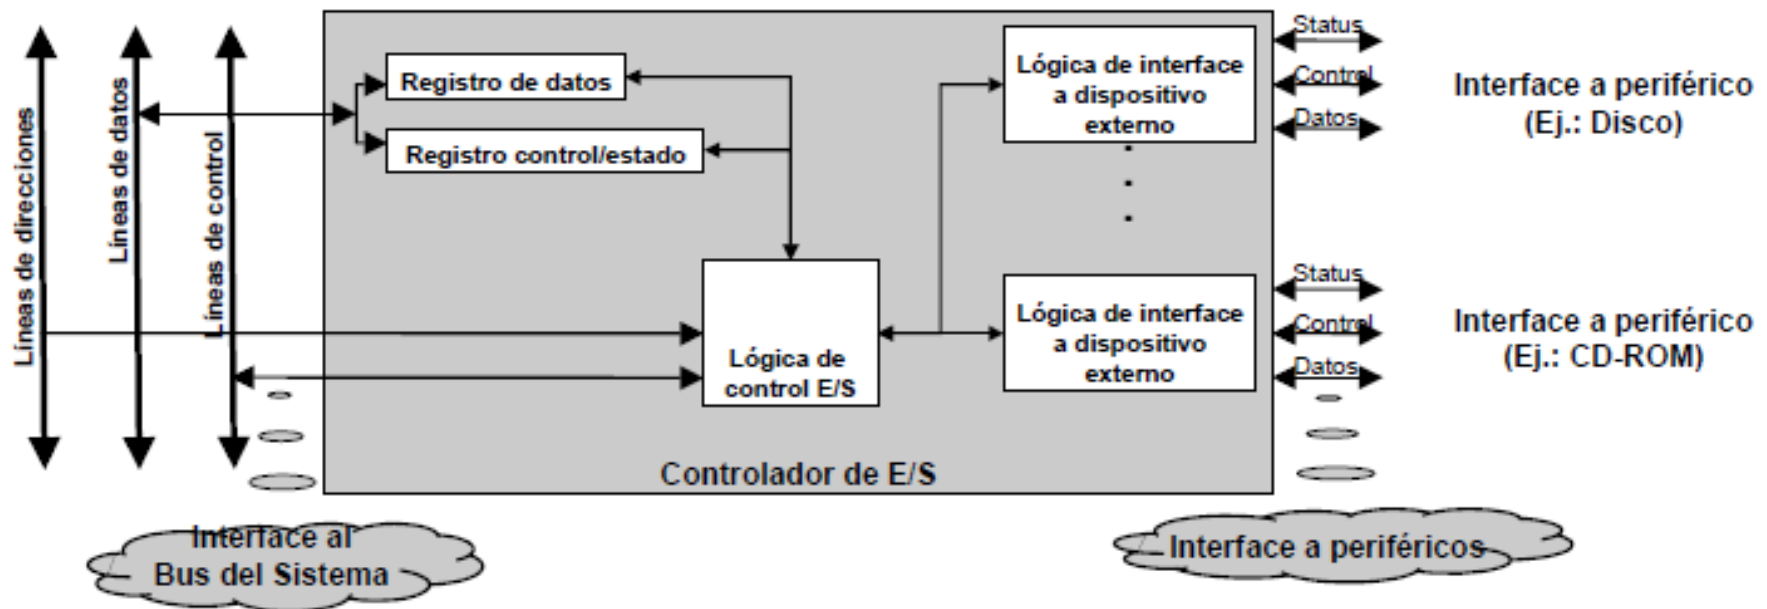 Líneas de direcciones
Líneas de datos
Líneas de control
Registro de datos
Registro control/estado
Lógica de
control E/S
Lógica de interface
a dispositivo
externo
Lógica de interface
a dispositivo
externo
Controlador de E/S
Status
Control
Datos
Interface a periférico
(Ej.: Disco)
Status
Control
Datos
Interface a periférico
(Ej.: CD-ROM)
Interface al
Bus del Sistema
Interface a periféricos